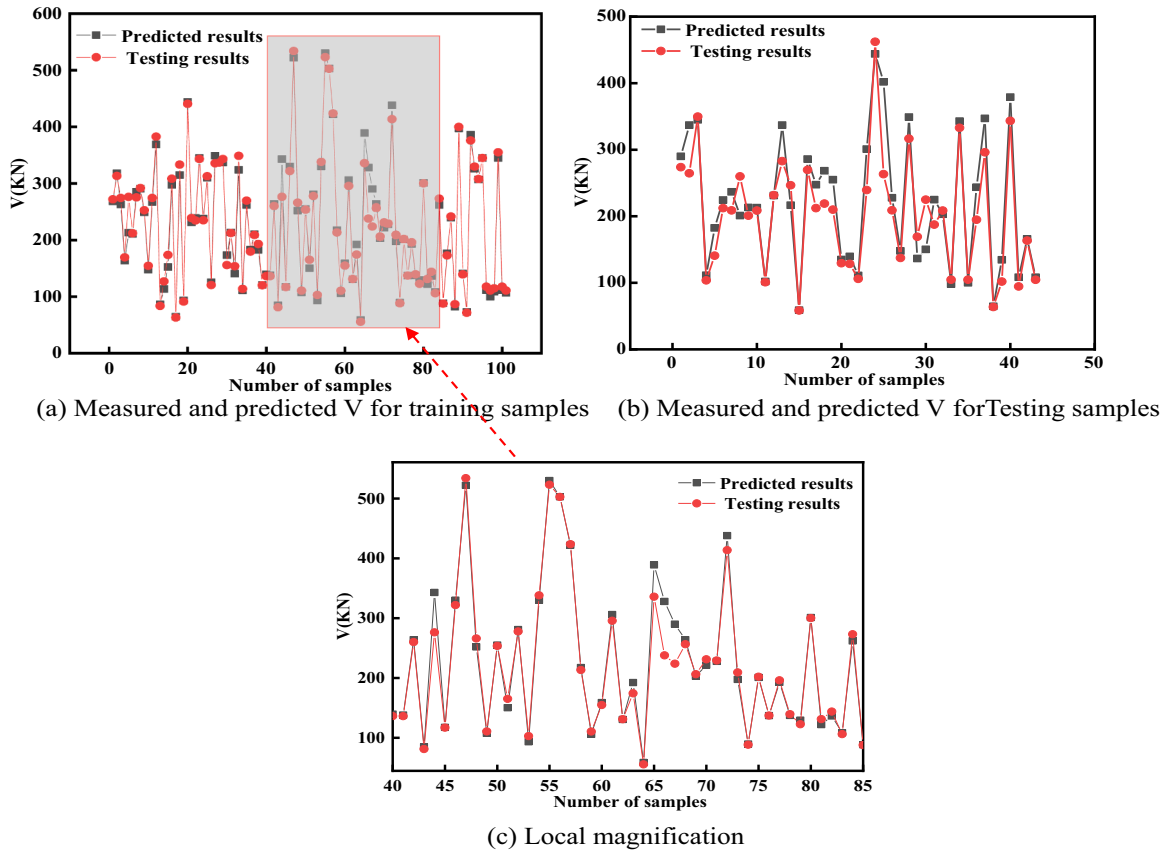 600
500
400
300
200
100
0
V(KN)
Predicted results
Testing results
0 20 40 60 80 100
Number of samples
(a) Measured and predicted V for training samples
500
400
300
200
100
0
V(KN)
Predicted results
Testing results
0 10 20 30 40 50
Number of samples
(b) Measured and predicted V forTesting samples
500
400
300
200
100
V(KN)
Predicted results
Testing results
40 45 50 55 60 65 70 75 80 85
Number of samples
(c) Local magnification